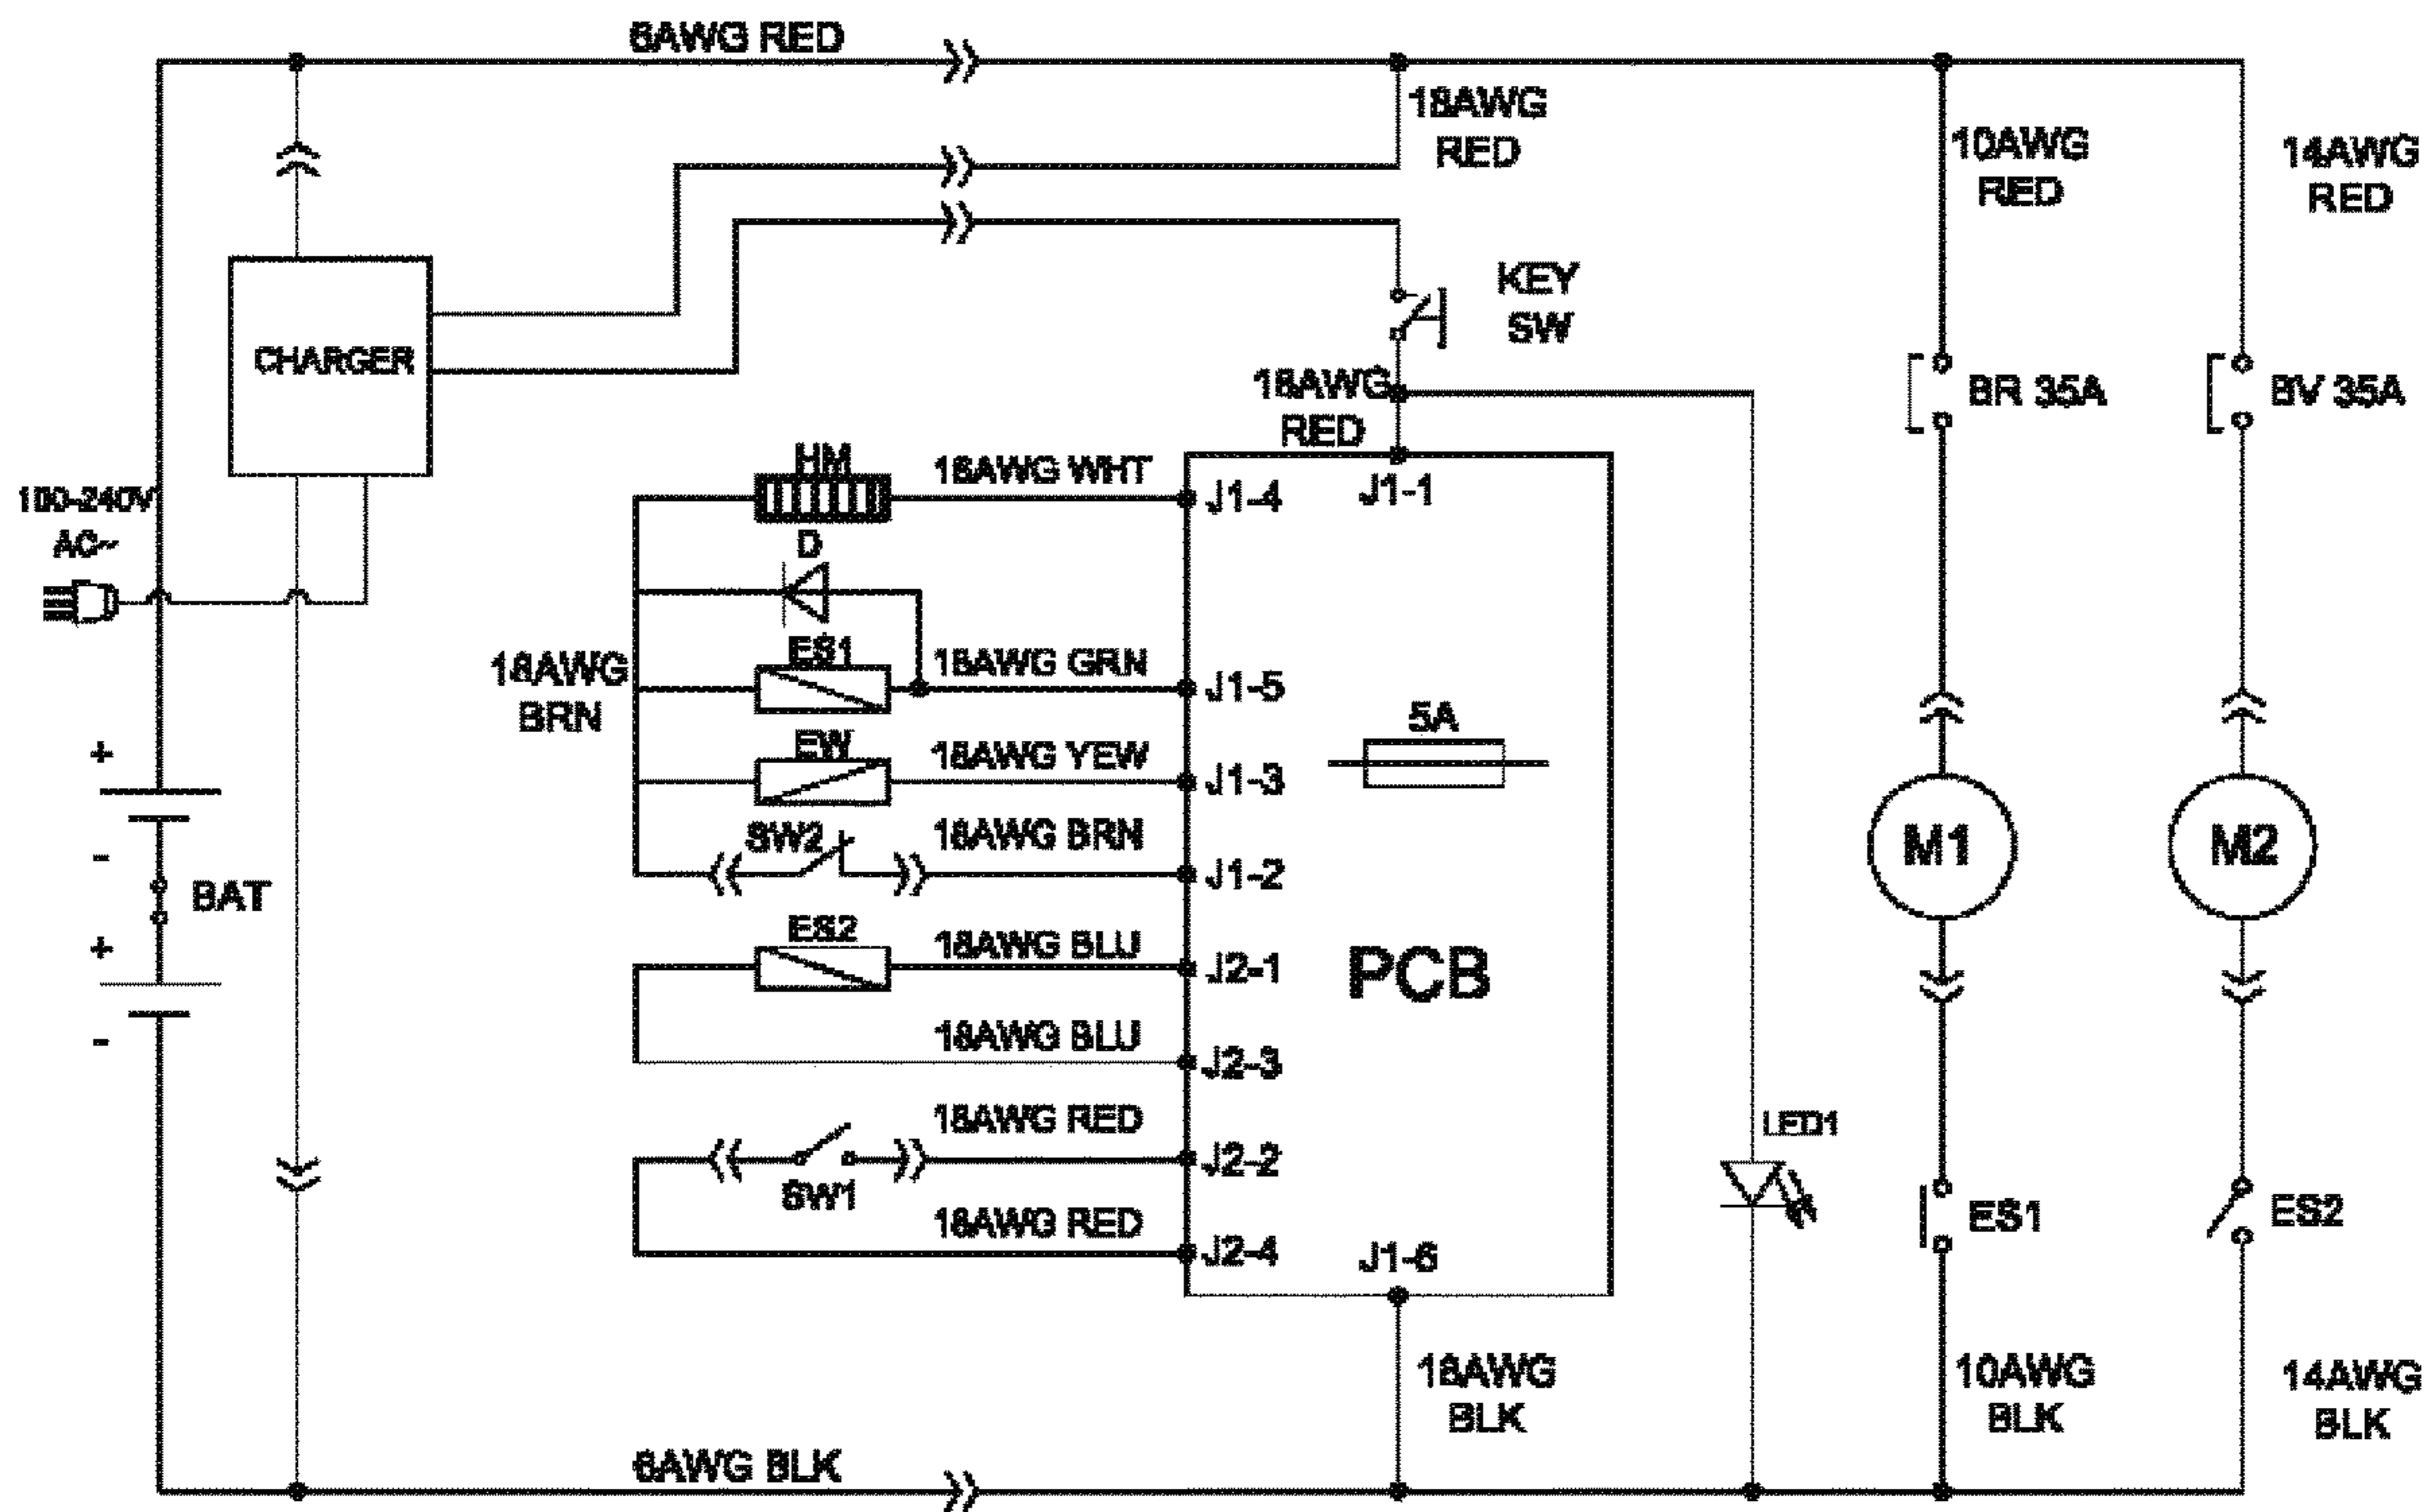 6AWG RED
18AWG
RED
10AWG
RED
14AWG
RED
KEY
SW
CHARGER
18AWG
RED
BR 35A
BV 35A
100-240V
AC~
HM
18AWG WHT
J1-4
J1-1
D
ES1
18AWG GRN
J1-5
18AWG
BRN
5A
EW
18AWG YEW
J1-3
+
-
SW2
18AWG BRN
J1-2
M1
M2
BAT
+
-
ES2
18AWG BLU
J2-1
PCB
18AWG BLU
J2-3
18AWG RED
J2-2
SW1
LED1
18AWG RED
J2-4
J1-6
ES1
ES2
18AWG
BLK
10AWG
BLK
14AWG
BLK
6AWG BLK